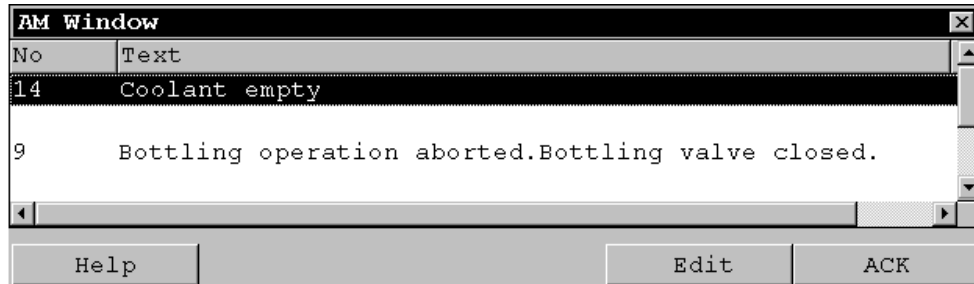 AM Window
No Text
14 Coolant empty
9 Bottling operation aborted.Bottling valve closed.
Help Edit ACK